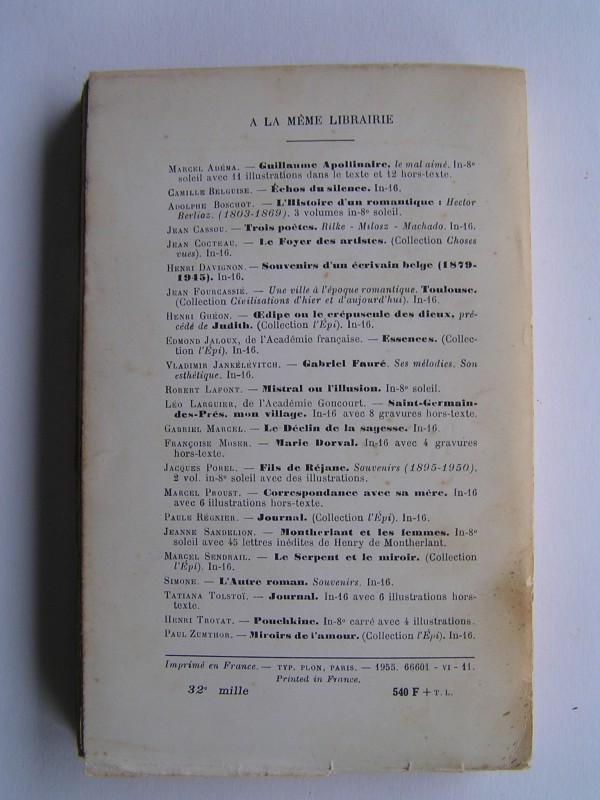 A LA MÊME LIBRAIRIE
MARCEL ADÉMA. — Guillaume Apollinaire, le mal aimé. In-8º
soleil avec 11 illustrations dans le texte et 12 hors-texte.
CAMILLE BELGUISE. — Échos du silence. In-16.
ADOLPHE BOSCHOT. — L'Histoire d'un romantique : Hector
Berlioz. (1803-1869). 3 volumes in-8º soleil.
JEAN CASSOU. — Trois poètes. Rilke - Milosz - Machado. In-16.
JEAN COCTEAU. — Le Foyer des artistes. (Collection Choses
vues). In-16.
HENRI DAVIGNON. — Souvenirs d'un écrivain belge (1879-
1945). In-16.
JEAN FOURCASSIÉ. — Une ville à l'époque romantique. Toulouse.
(Collection Civilisations d'hier et d'aujourd'hui). In-16.
HENRI GHÉON. — Œdipe ou le crépuscule des dieux, pré-
cédé de Judith. (Collection l'Épi). In-16.
EDMOND JALOUX, de l'Académie française. — Essences. (Collec-
tion l'Épi). In-16.
VLADIMIR JANKÉLÉVITCH. — Gabriel Fauré. Ses mélodies. Son
esthétique. In-16.
ROBERT LAFONT. — Mistral ou l'illusion. In-8º soleil.
LÉO LARGUIER, de l'Académie Goncourt. — Saint-Germain-
des-Prés, mon village. In-16 avec 8 gravures hors-texte.
GABRIEL MARCEL. — Le Déclin de la sagesse. In-16.
FRANÇOISE MOSER. — Marie Dorval. In-16 avec 4 gravures
hors-texte.
JACQUES POREL. — Fils de Réjane. Souvenirs (1895-1950),
2 vol. in-8º soleil avec des illustrations.
MARCEL PROUST. — Correspondance avec sa mère. In-16
avec 6 illustrations hors-texte.
PAULE RÉGNIER. — Journal. (Collection l'Épi). In-16.
JEANNE SANDELION. — Montherlant et les femmes. In-8º
soleil avec 45 lettres inédites de Henry de Montherlant.
MARCEL SENDRAIL. — Le Serpent et le miroir. (Collection
l'Épi). In-16.
SIMONE. — L'Autre roman. Souvenirs. In-16.
TATIANA TOLSTOÏ. — Journal. In-16 avec 6 illustrations hors-
texte.
HENRI TROYAT. — Pouchkine. In-8º carré avec 4 illustrations.
PAUL ZUMTHOR. — Miroirs de l'amour. (Collection l'Épi). In-16.
Imprimé en France. — TYP. PLON, PARIS. — 1955. 66601 - VI - 11.
Printed in France.
32º mille 540 F + T. L.